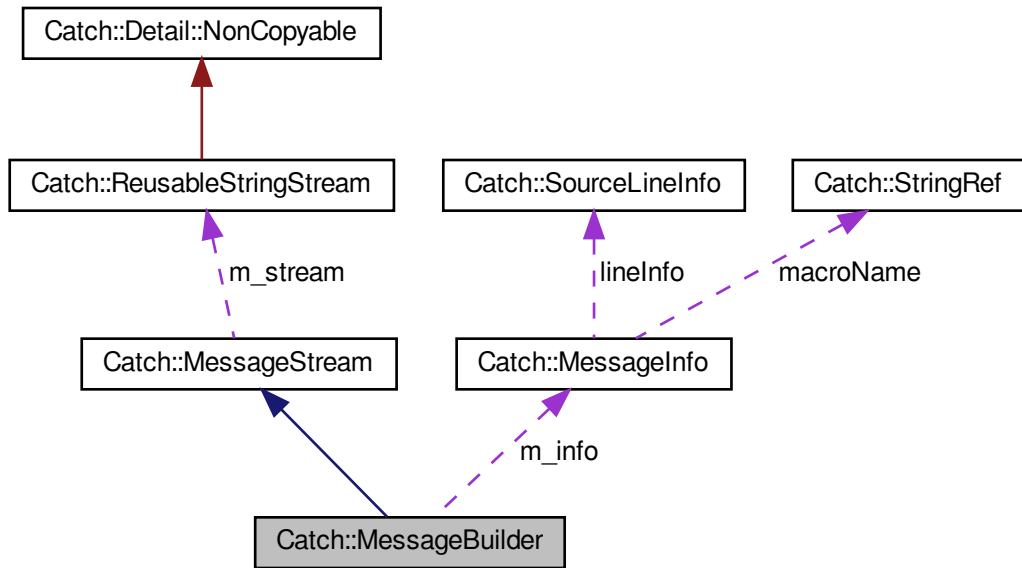 Catch::Detail::NonCopyable
Catch::ReusableStringStream
Catch::SourceLineInfo
Catch::StringRef
m_stream
lineInfo
macroName
Catch::MessageStream
Catch::MessageInfo
m_info
Catch::MessageBuilder